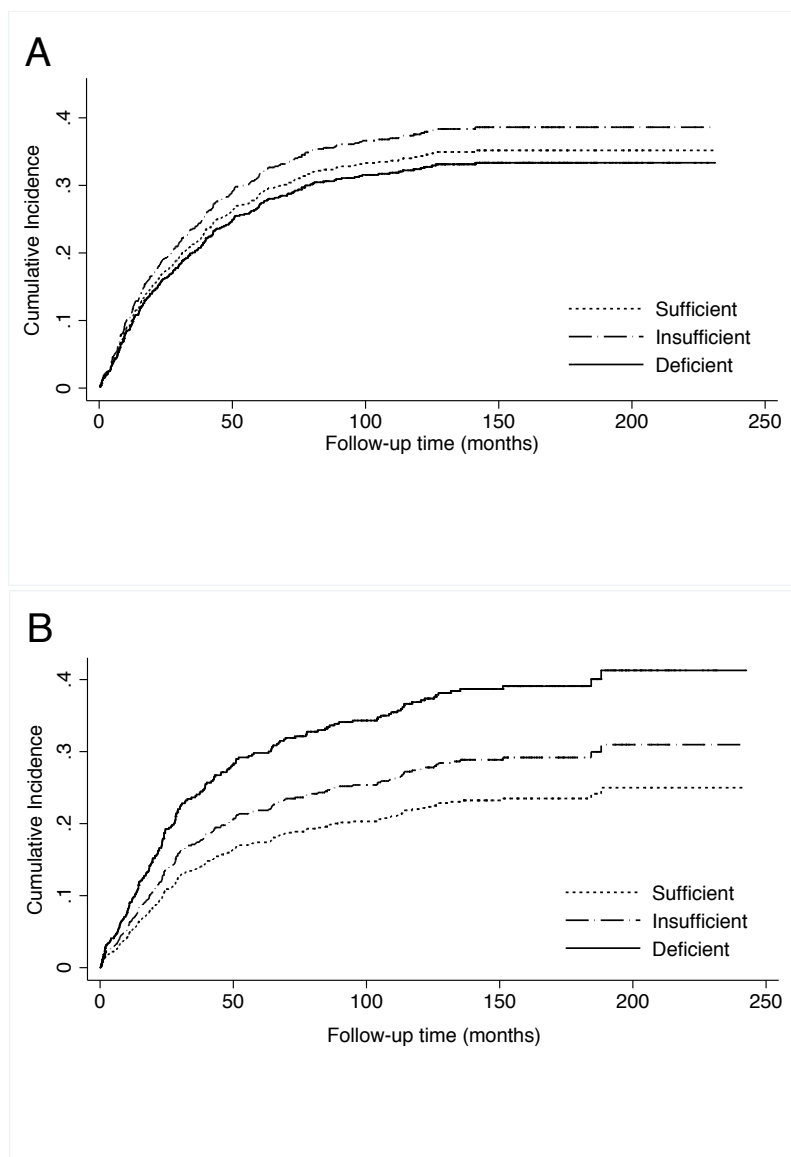 A
Cumulative Incidence
.4
.3
.2
.1
0
Sufficient
Insufficient
Deficient
0 50 100 150 200 250
Follow-up time (months)
B
Cumulative Incidence
.4
.3
.2
.1
0
Sufficient
Insufficient
Deficient
0 50 100 150 200 250
Follow-up time (months)